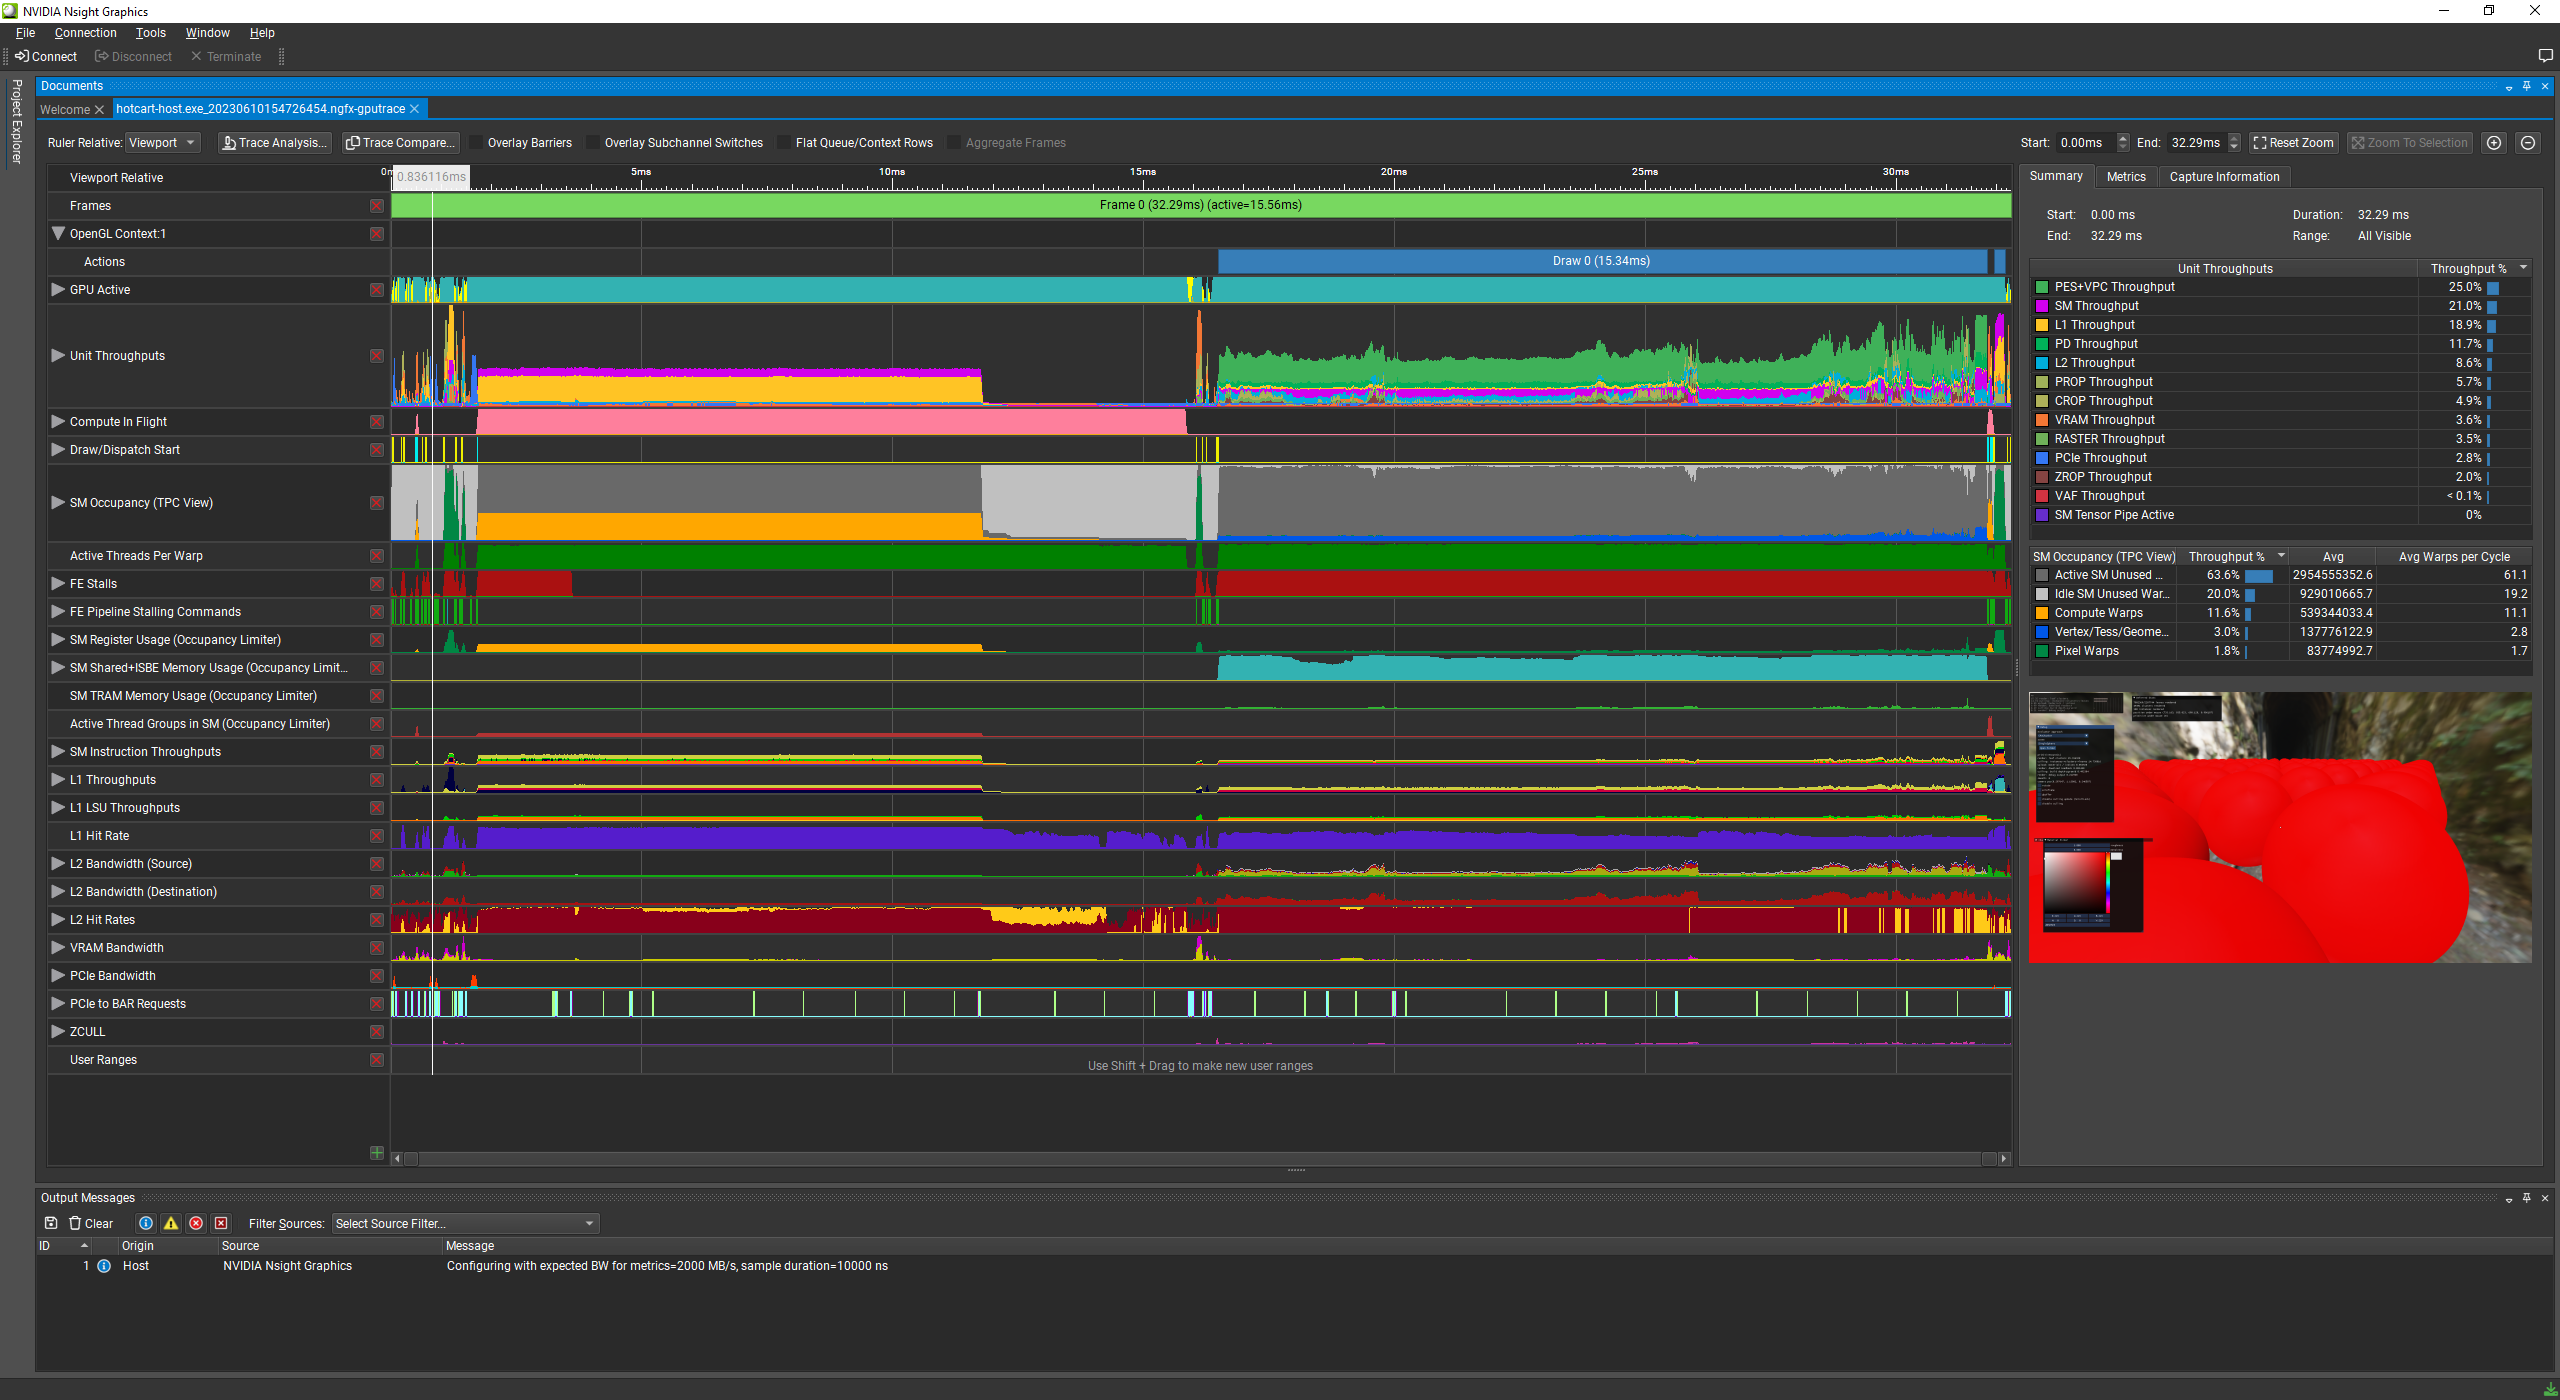 NVIDIA Nsight Graphics
File Connection Tools Window Help
Connect Disconnect Terminate
Project Explorer
Documents
Welcome hotcart-host.exe_20230610154726454.ngfx-gputrace
Ruler Relative: Viewport Trace Analysis... Trace Compare... Overlay Barriers Overlay Subchannel Switches Flat Queue/Context Rows Aggregate Frames Start: 0.00ms End: 32.29ms Reset Zoom Zoom To Selection
Viewport Relative 0.836116ms 5ms 10ms 15ms 20ms 25ms 30ms
Frames Frame 0 (32.29ms) (active=15.56ms)
OpenGL Context:1
Actions Draw 0 (15.34ms)
GPU Active
Unit Throughputs
Compute In Flight
Draw/Dispatch Start
SM Occupancy (TPC View)
Active Threads Per Warp
FE Stalls
FE Pipeline Stalling Commands
SM Register Usage (Occupancy Limiter)
SM Shared+ISBE Memory Usage (Occupancy Limit...
SM TRAM Memory Usage (Occupancy Limiter)
Active Thread Groups in SM (Occupancy Limiter)
SM Instruction Throughputs
L1 Throughputs
L1 LSU Throughputs
L1 Hit Rate
L2 Bandwidth (Source)
L2 Bandwidth (Destination)
L2 Hit Rates
VRAM Bandwidth
PCIe Bandwidth
PCIe to BAR Requests
ZCULL
User Ranges Use Shift + Drag to make new user ranges
Summary Metrics Capture Information
Start: 0.00 ms Duration: 32.29 ms
End: 32.29 ms Range: All Visible
Unit Throughputs Throughput %
PES+VPC Throughput 25.0%
SM Throughput 21.0%
L1 Throughput 18.9%
PD Throughput 11.7%
L2 Throughput 8.6%
PROP Throughput 5.7%
CROP Throughput 4.9%
VRAM Throughput 3.6%
RASTER Throughput 3.5%
PCIe Throughput 2.8%
ZROP Throughput 2.0%
VAF Throughput < 0.1%
SM Tensor Pipe Active 0%
SM Occupancy (TPC View) Throughput % Avg Avg Warps per Cycle
Active SM Unused ... 63.6% 2954555352.6 61.1
Idle SM Unused War... 20.0% 929010665.7 19.2
Compute Warps 11.6% 539344033.4 11.1
Vertex/Tess/Geome... 3.0% 137776122.9 2.8
Pixel Warps 1.8% 83774992.7 1.7
Output Messages
Clear Filter Sources: Select Source Filter...
ID Origin Source Message
1 Host NVIDIA Nsight Graphics Configuring with expected BW for metrics=2000 MB/s, sample duration=10000 ns